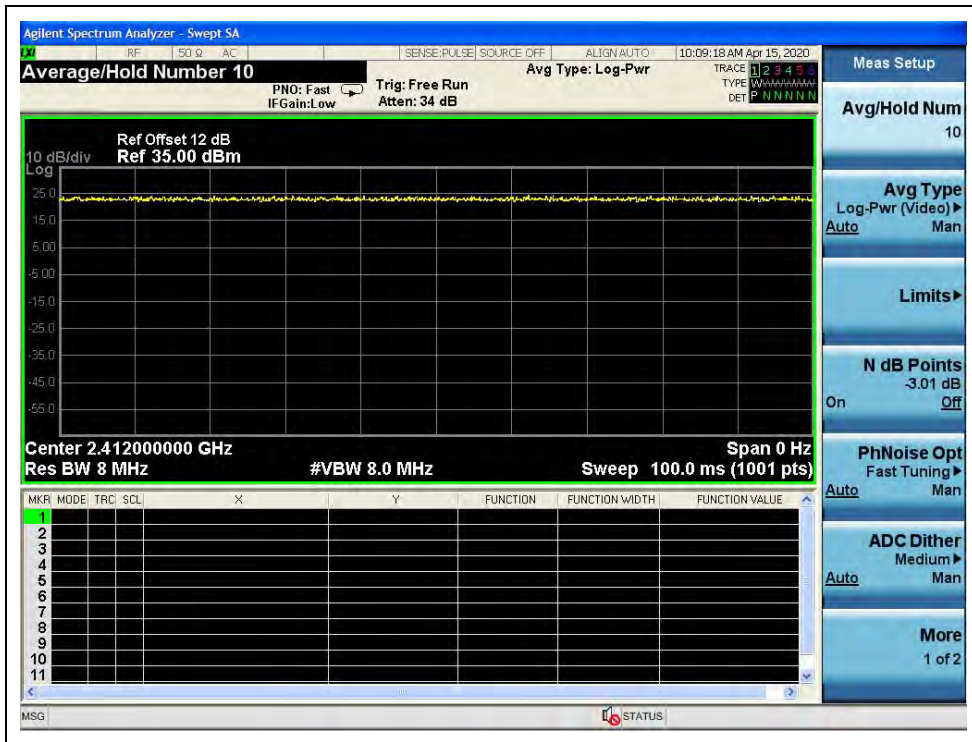 Agilent Spectrum Analyzer - Swept SA
LXI RF 50 Ω AC SENSE:PULSE SOURCE OFF ALIGN AUTO 10:09:18 AM Apr 15, 2020
Average/Hold Number 10
PNO: Fast
IFGain:Low
Trig: Free Run
Atten: 34 dB
Avg Type: Log-Pwr
TRACE 1 2 3 4 5 6
TYPE W
DET P N N N N N
Ref Offset 12 dB
10 dB/div Ref 35.00 dBm
Log
25.0
15.0
5.00
-5.00
-15.0
-25.0
-35.0
-45.0
-55.0
Center 2.412000000 GHz Span 0 Hz
Res BW 8 MHz #VBW 8.0 MHz Sweep 100.0 ms (1001 pts)
MKR MODE TRC SCL X Y FUNCTION FUNCTION WIDTH FUNCTION VALUE
1
2
3
4
5
6
7
8
9
10
11
MSG STATUS
Meas Setup
Avg/Hold Num
10
Avg Type
Log-Pwr (Video)
Auto Man
Limits
N dB Points
-3.01 dB
On Off
PhNoise Opt
Fast Tuning
Auto Man
ADC Dither
Medium
Auto Man
More
1 of 2